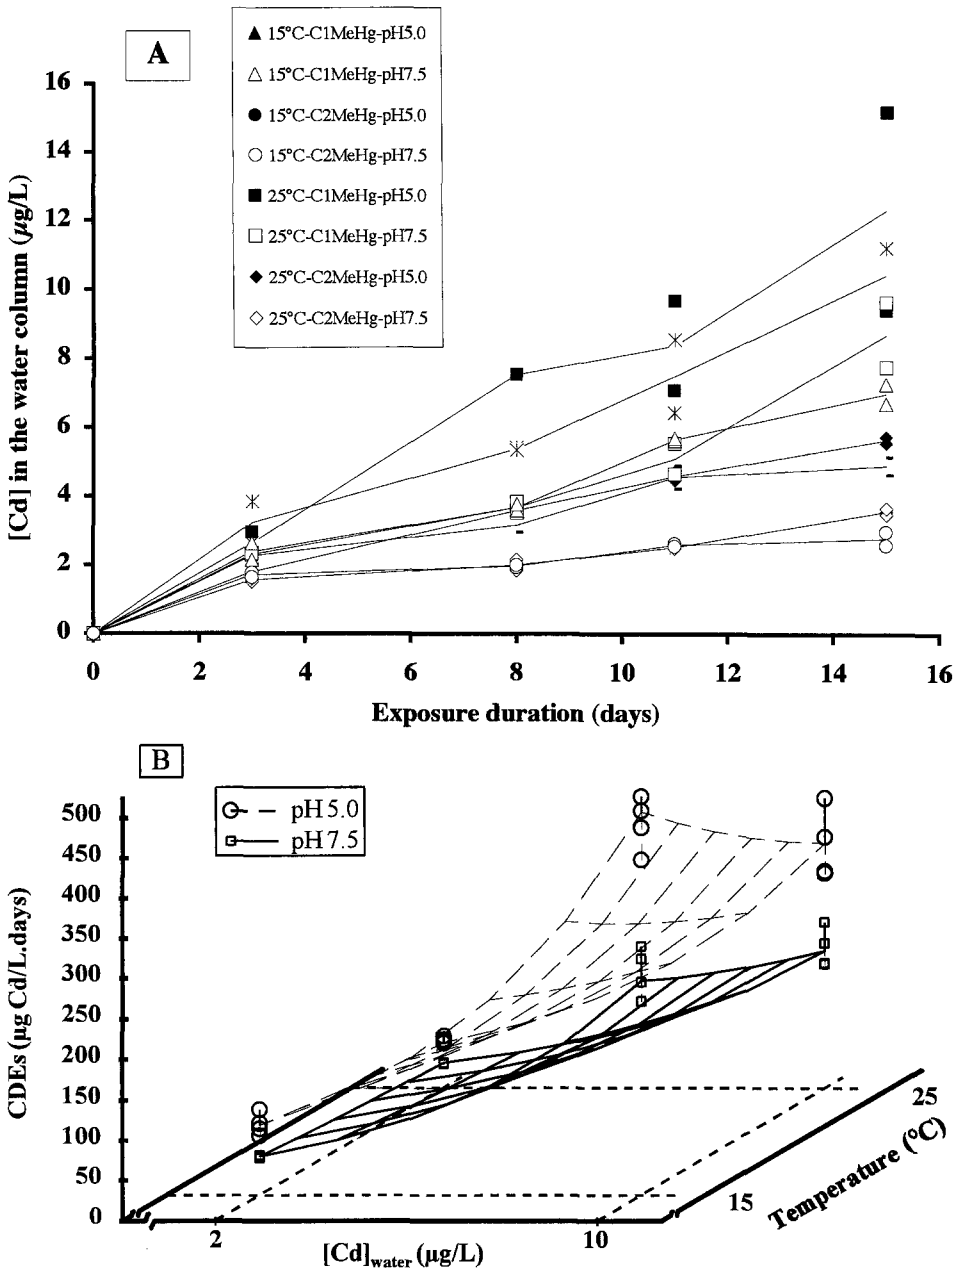 A
15°C-C1MeHg-pH5.0
15°C-C1MeHg-pH7.5
15°C-C2MeHg-pH5.0
15°C-C2MeHg-pH7.5
25°C-C1MeHg-pH5.0
25°C-C1MeHg-pH7.5
25°C-C2MeHg-pH5.0
25°C-C2MeHg-pH7.5
[Cd] in the water column (µg/L)
16
14
12
10
8
6
4
2
0
0 2 4 6 8 10 12 14 16
Exposure duration (days)
B
pH 5.0
pH 7.5
CDEs (µg Cd/L.days)
500
450
400
350
300
250
200
150
100
50
0
2 10
[Cd]water (µg/L)
15
25
Temperature (°C)